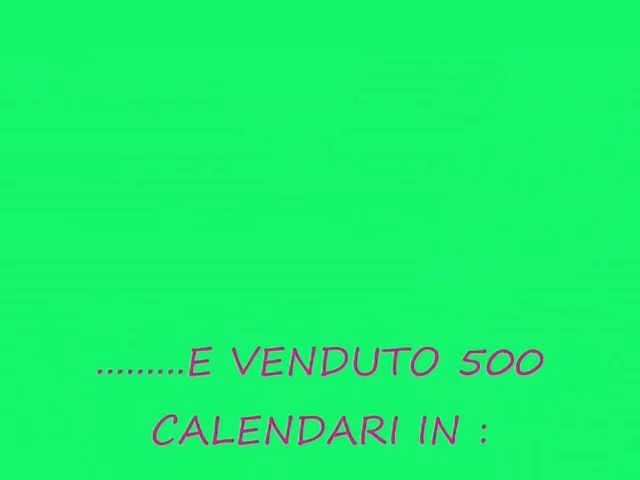 .........E VENDUTO 500
CALENDARI IN :